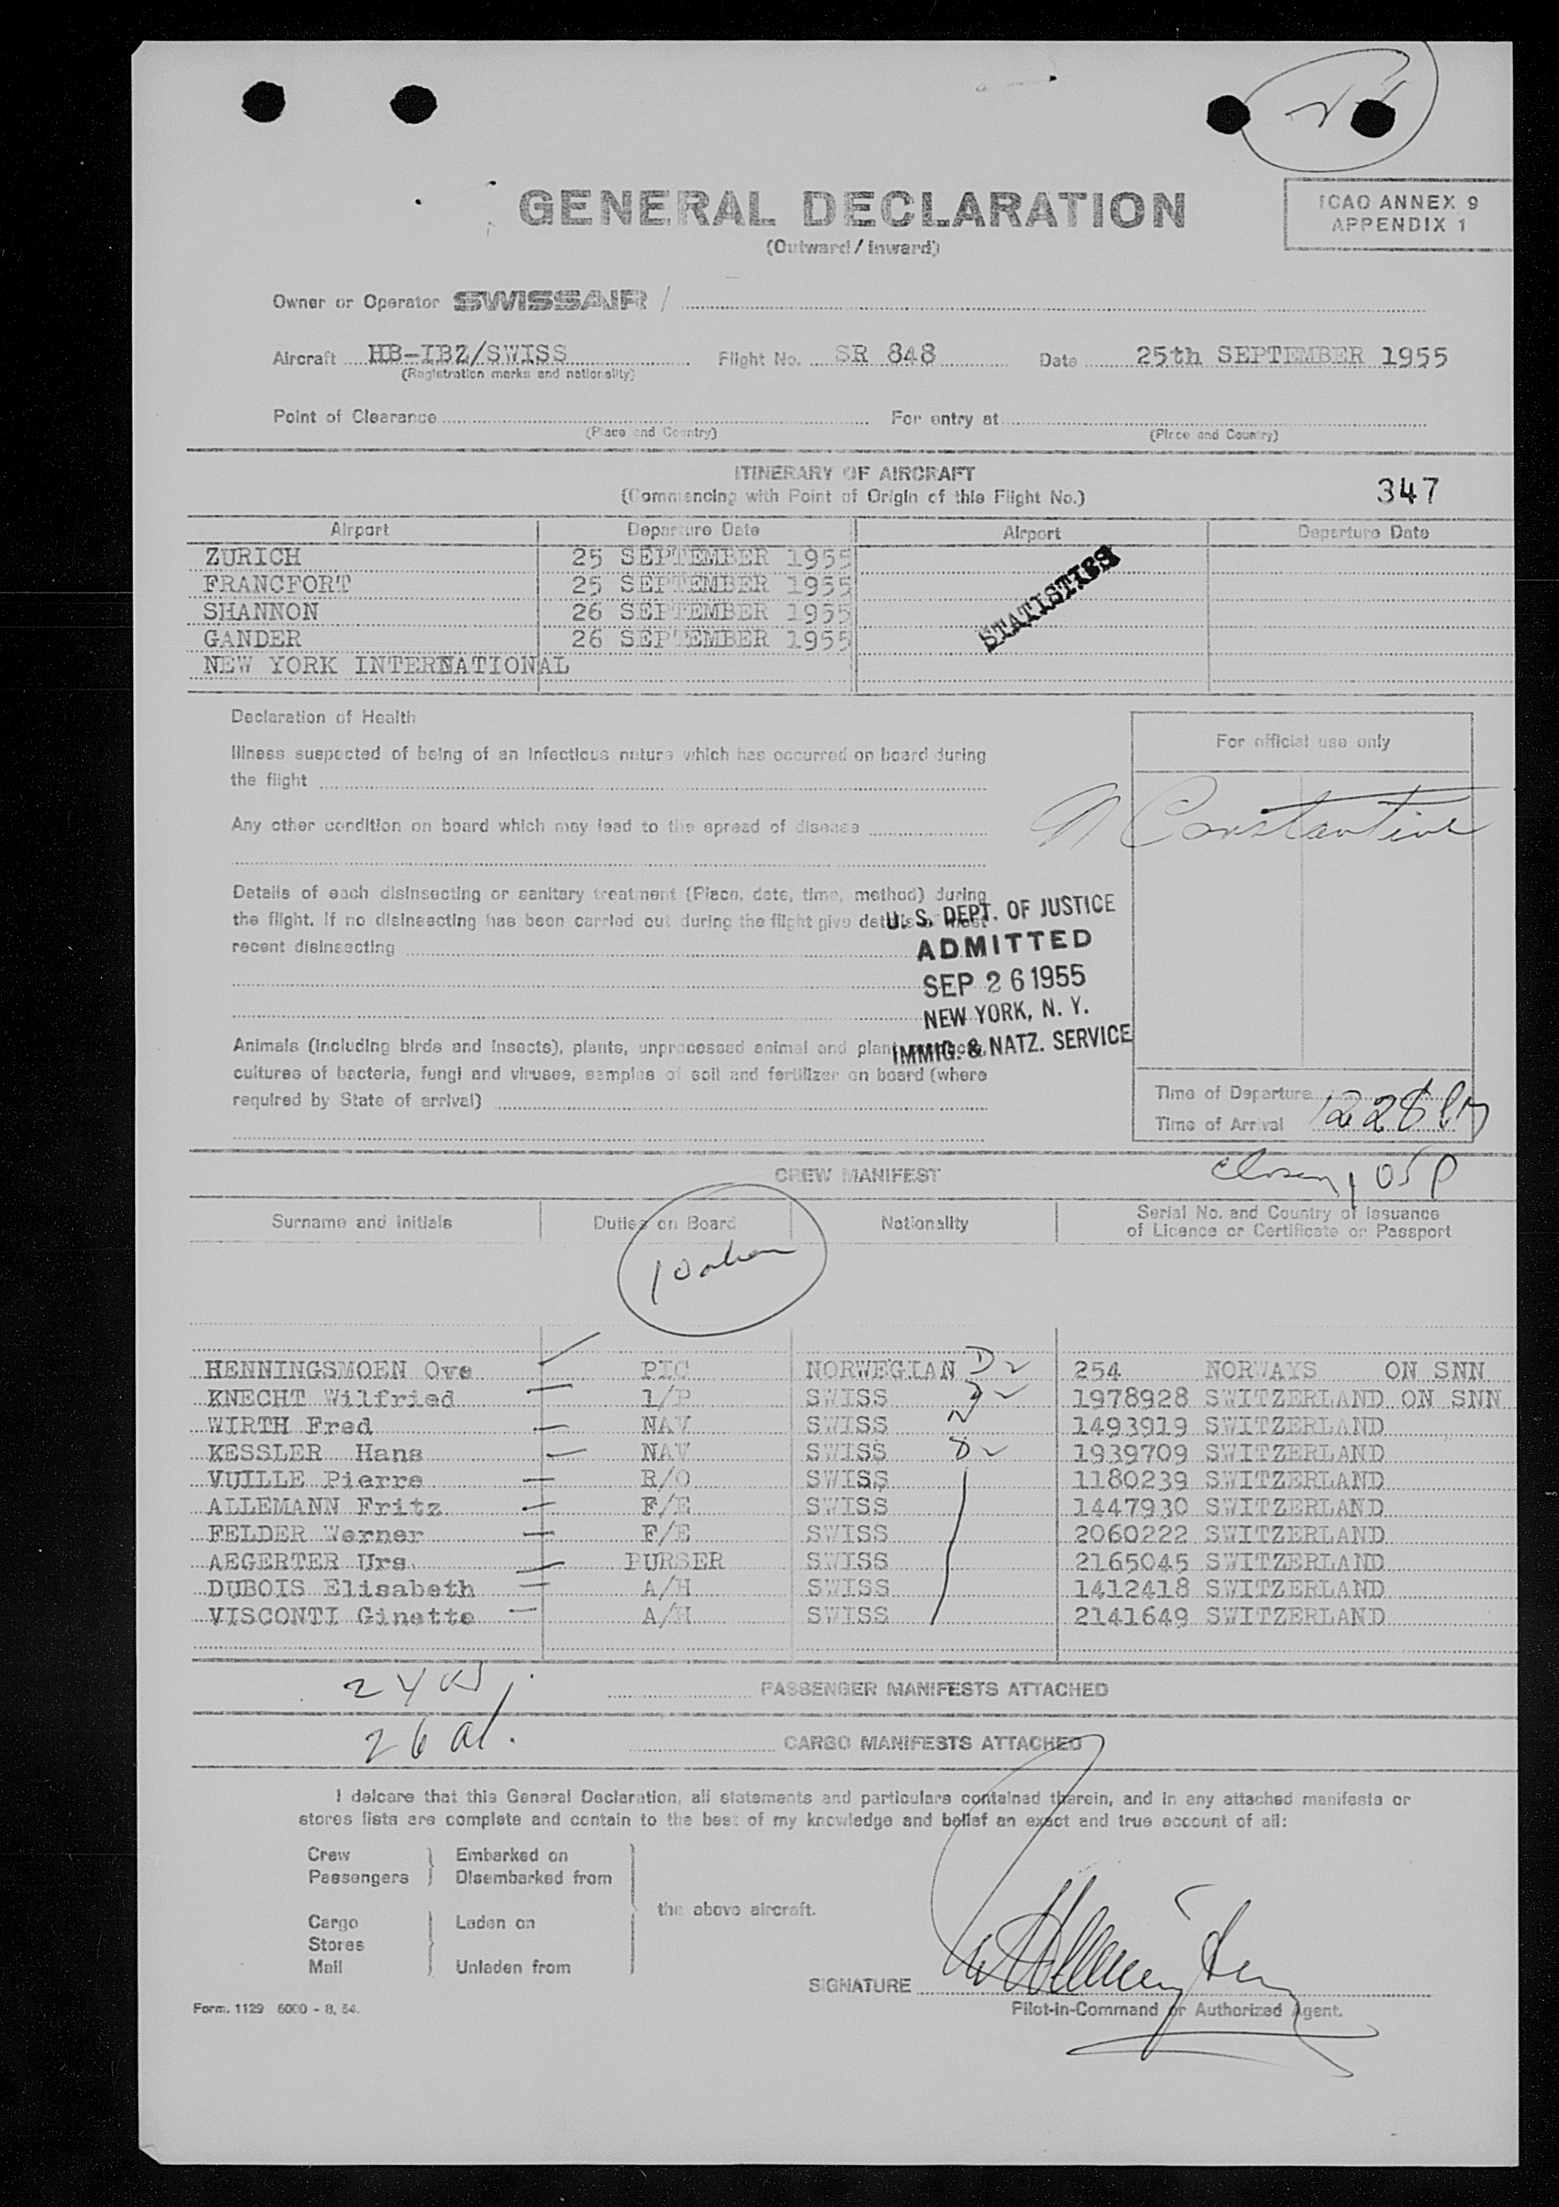 GENERAL DECLARATION
(Outward / Inward)
ICAO ANNEX 9
APPENDIX 1
Owner or Operator SWISSAIR /
Aircraft HB-IBZ/SWISS Flight No. SR 848 Date 25th SEPTEMBER 1955
(Registration marks and nationality)
Point of Clearance For entry at
(Place and Country) (Place and Country)
ITINERARY OF AIRCRAFT
(Commencing with Point of Origin of this Flight No.)
347
Airport Departure Date Airport Departure Date
ZURICH 25 SEPTEMBER 1955
FRANCFORT 25 SEPTEMBER 1955
SHANNON 26 SEPTEMBER 1955
GANDER 26 SEPTEMBER 1955
NEW YORK INTERNATIONAL
STATISTICS
Declaration of Health
Illness suspected of being of an infectious nature which has occurred on board during
the flight
Any other condition on board which may lead to the spread of disease
Details of each disinsecting or sanitary treatment (Place, date, time, method) during
the flight. If no disinsecting has been carried out during the flight give details of most
recent disinsecting
Animals (including birds and insects), plants, unprocessed animal and plant products,
cultures of bacteria, fungi and viruses, samples of soil and fertilizer on board (where
required by State of arrival)
U. S. DEPT. OF JUSTICE
ADMITTED
SEP 26 1955
NEW YORK, N. Y.
IMMIG. & NATZ. SERVICE
For official use only
N Constantine
Time of Departure
Time of Arrival 1228 PM
CREW MANIFEST
105P
Surname and initials Duties on Board Nationality Serial No. and Country of Issuance
of Licence or Certificate or Passport
HENNINGSMOEN Ove PIC NORWEGIAN 254 NORWAYS ON SNN
KNECHT Wilfried 1/P SWISS 1978928 SWITZERLAND ON SNN
WIRTH Fred NAV SWISS 1493919 SWITZERLAND
KESSLER Hans NAV SWISS 1939709 SWITZERLAND
VUILLE Pierre R/O SWISS 1180239 SWITZERLAND
ALLEMANN Fritz F/E SWISS 1447930 SWITZERLAND
FELDER Werner F/E SWISS 2060222 SWITZERLAND
AEGERTER Urs. PURSER SWISS 2165045 SWITZERLAND
DUBOIS Elisabeth A/H SWISS 1412418 SWITZERLAND
VISCONTI Ginette A/H SWISS 2141649 SWITZERLAND
PASSENGER MANIFESTS ATTACHED
26 al.
CARGO MANIFESTS ATTACHED
I delcare that this General Declaration, all statements and particulars contained therein, and in any attached manifests or
stores lists are complete and contain to the best of my knowledge and belief an exact and true account of all:
Crew Embarked on
Passengers Disembarked from
the above aircraft.
Cargo Laden on
Stores
Mail Unladen from
SIGNATURE
Form. 1129 5000 - 8. 54.
Pilot-in-Command or Authorized Agent.